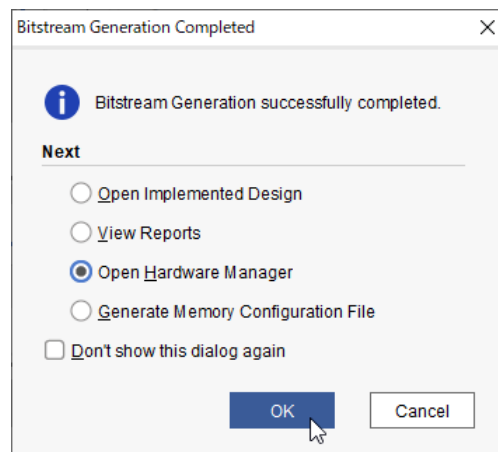 Bitstream Generation Completed
Bitstream Generation successfully completed.
Next
Open Implemented Design
View Reports
Open Hardware Manager
Generate Memory Configuration File
Don't show this dialog again
OK
Cancel